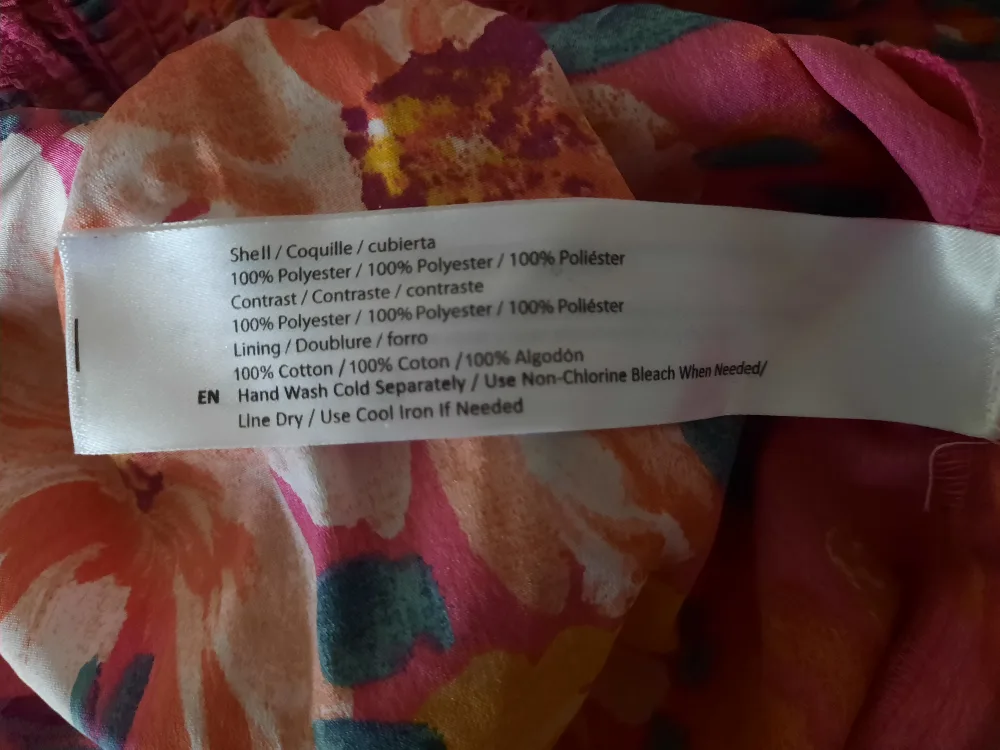 Shell / Coquille / cubierta
100% Polyester / 100% Polyester / 100% Poliéster
Contrast / Contraste / contraste
100% Polyester / 100% Polyester / 100% Poliéster
Lining / Doublure / forro
100% Cotton / 100% Coton /100% Algodón
EN Hand Wash Cold Separately / Use Non-Chlorine Bleach When Needed/
Line Dry / Use Cool Iron If Needed